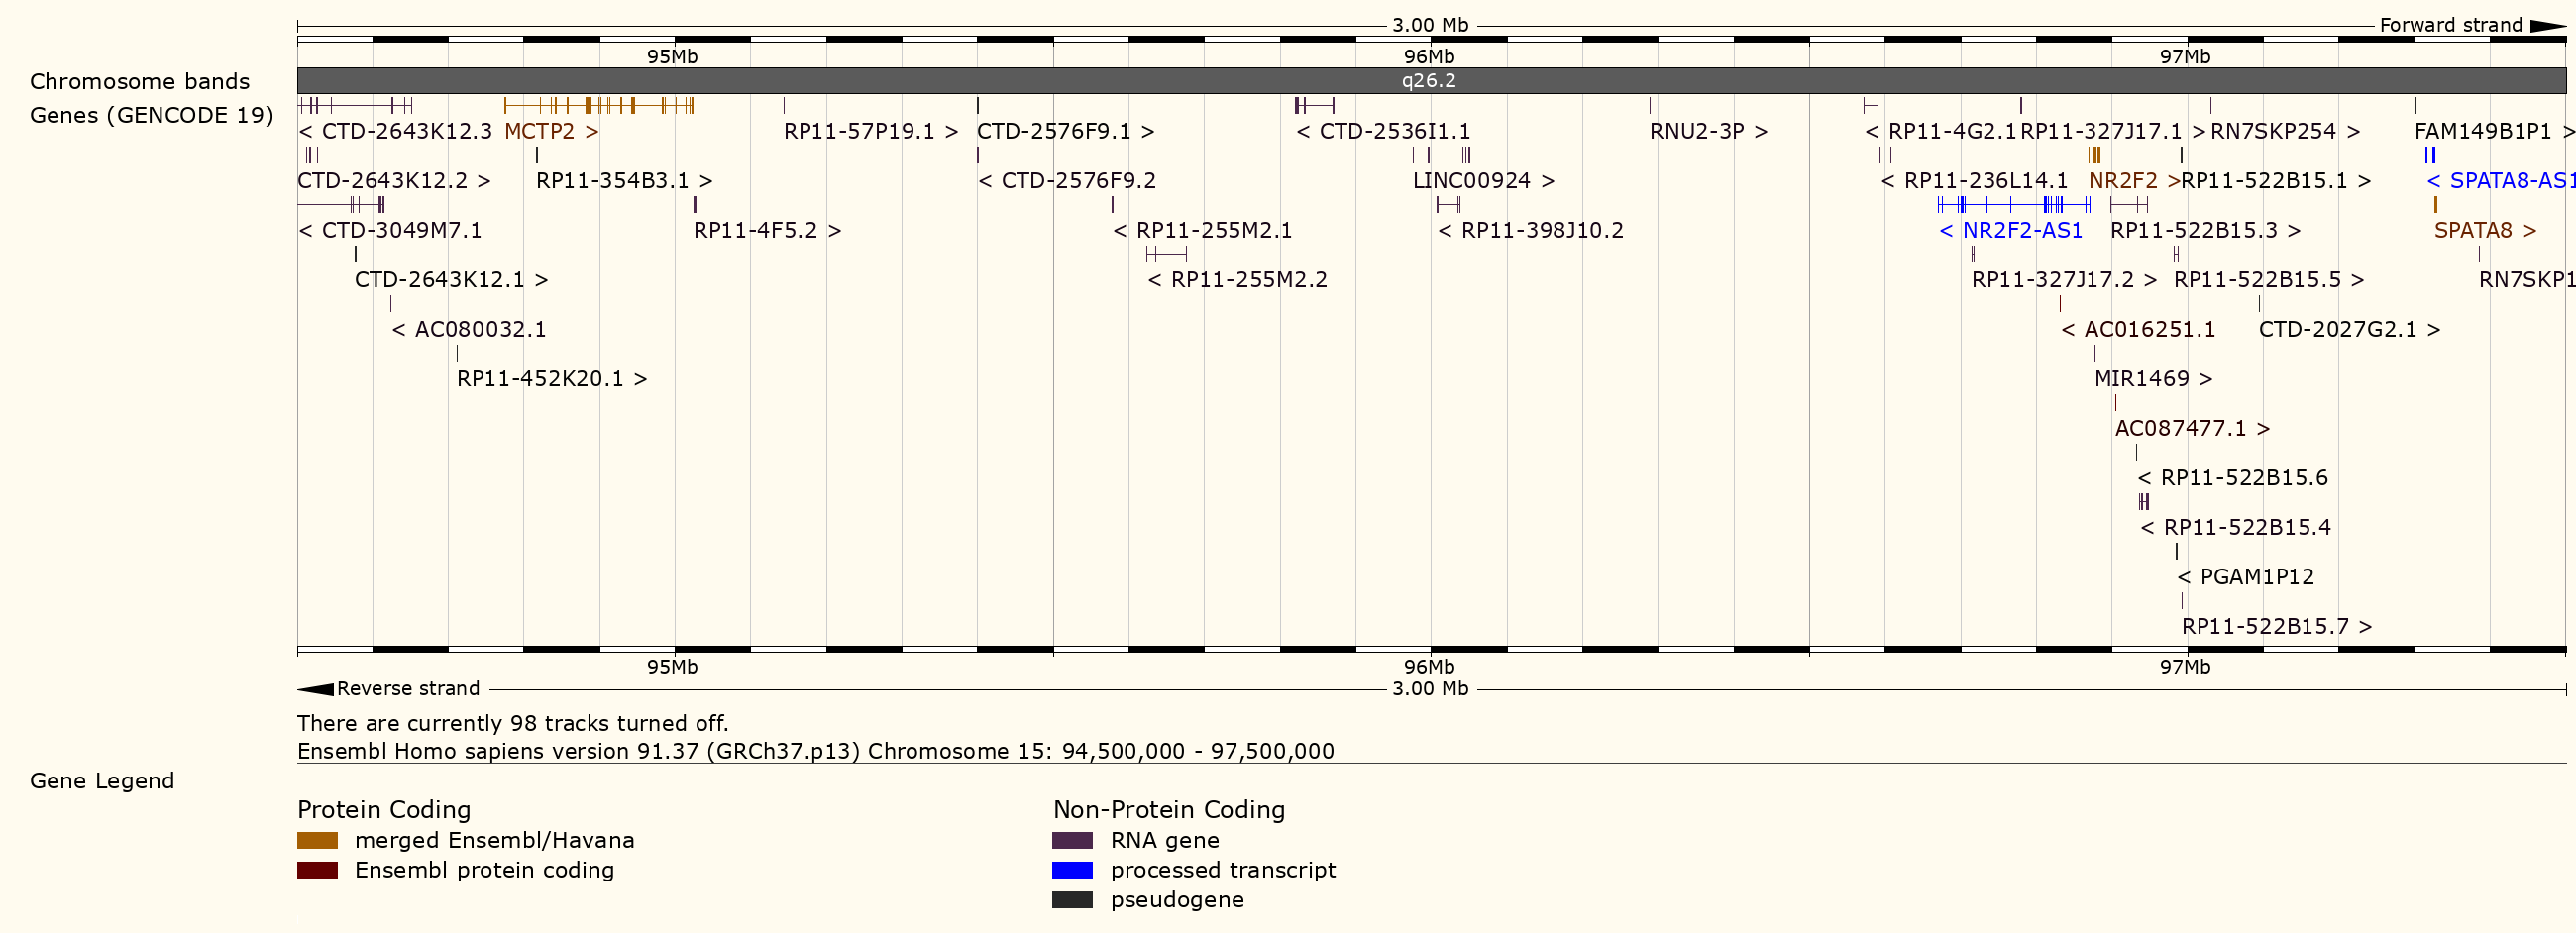 3.00 Mb Forward strand
95Mb 96Mb 97Mb
Chromosome bands q26.2
Genes (GENCODE 19)
< CTD-2643K12.3 MCTP2 > RP11-57P19.1 > CTD-2576F9.1 > < CTD-2536I1.1 RNU2-3P > < RP11-4G2.1 RP11-327J17.1 > RN7SKP254 > FAM149B1P1 >
CTD-2643K12.2 > RP11-354B3.1 > < CTD-2576F9.2 LINC00924 > < RP11-236L14.1 NR2F2 > RP11-522B15.1 > < SPATA8-AS1
< CTD-3049M7.1 RP11-4F5.2 > < RP11-255M2.1 < RP11-398J10.2 < NR2F2-AS1 RP11-522B15.3 > SPATA8 >
CTD-2643K12.1 > < RP11-255M2.2 RP11-327J17.2 > RP11-522B15.5 > RN7SKP1
< AC080032.1 < AC016251.1 CTD-2027G2.1 >
RP11-452K20.1 > MIR1469 >
AC087477.1 >
< RP11-522B15.6
< RP11-522B15.4
< PGAM1P12
RP11-522B15.7 >
95Mb 96Mb 97Mb
Reverse strand 3.00 Mb
There are currently 98 tracks turned off.
Ensembl Homo sapiens version 91.37 (GRCh37.p13) Chromosome 15: 94,500,000 - 97,500,000
Gene Legend
Protein Coding Non-Protein Coding
merged Ensembl/Havana RNA gene
Ensembl protein coding processed transcript
pseudogene